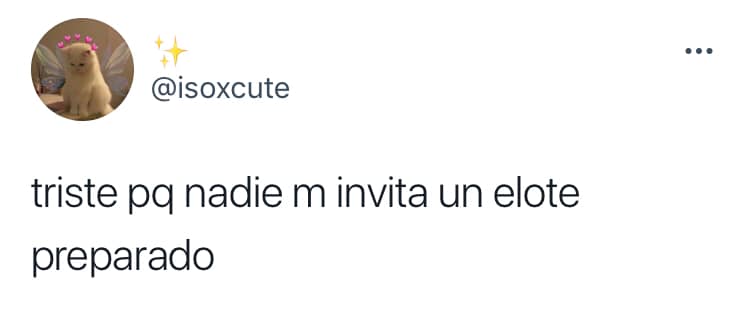 ✨
@isoxcute
triste pq nadie m invita un elote
preparado